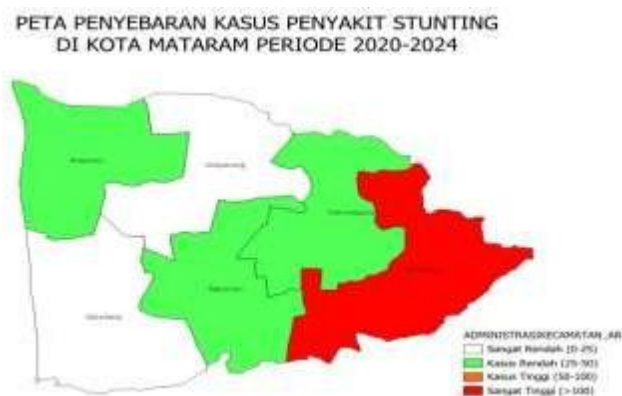 PETA PENYEBARAN KASUS PENYAKIT STUNTING
DI KOTA MATARAM PERIODE 2020-2024
ADMINISTRASIKECAMATAN_AR
Sangat Rendah (0-25)
Kasus Rendah (25-50)
Kasus Tinggi (50-100)
Sangat Tinggi (>100)